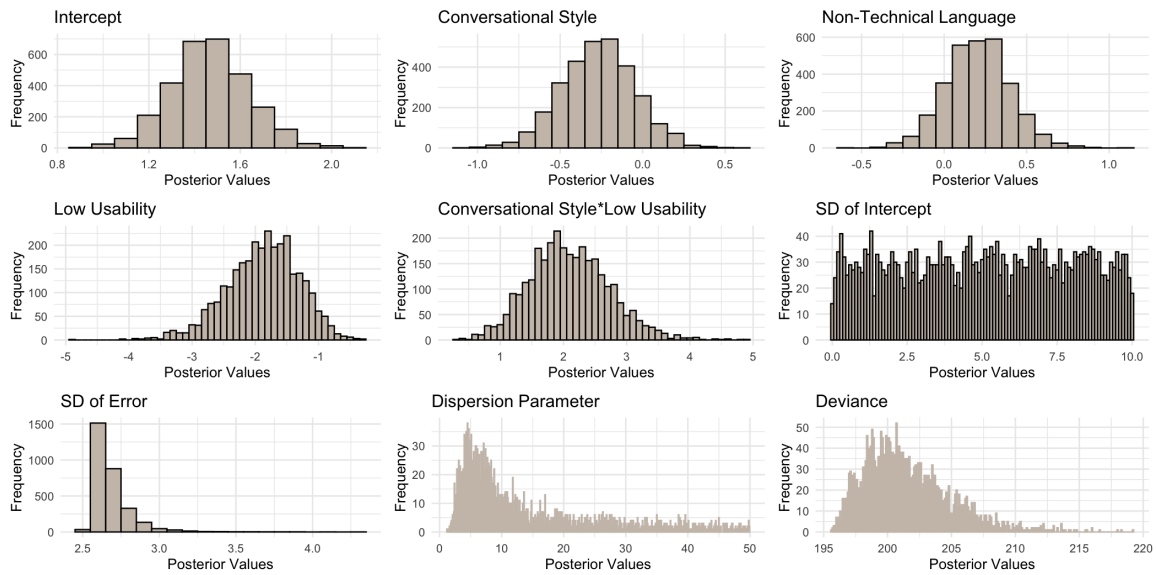 Intercept
Frequency
600
400
200
0
0.8 1.2 1.6 2.0
Posterior Values
Conversational Style
Frequency
400
200
0
-1.0 -0.5 0.0 0.5
Posterior Values
Non-Technical Language
Frequency
600
400
200
0
-0.5 0.0 0.5 1.0
Posterior Values
Low Usability
Frequency
200
150
100
50
0
-5 -4 -3 -2 -1
Posterior Values
Conversational Style*Low Usability
Frequency
200
150
100
50
0
1 2 3 4 5
Posterior Values
SD of Intercept
Frequency
40
30
20
10
0
0.0 2.5 5.0 7.5 10.0
Posterior Values
SD of Error
Frequency
1500
1000
500
0
2.5 3.0 3.5 4.0
Posterior Values
Dispersion Parameter
Frequency
30
20
10
0
0 10 20 30 40 50
Posterior Values
Deviance
Frequency
50
40
30
20
10
0
195 200 205 210 215 220
Posterior Values